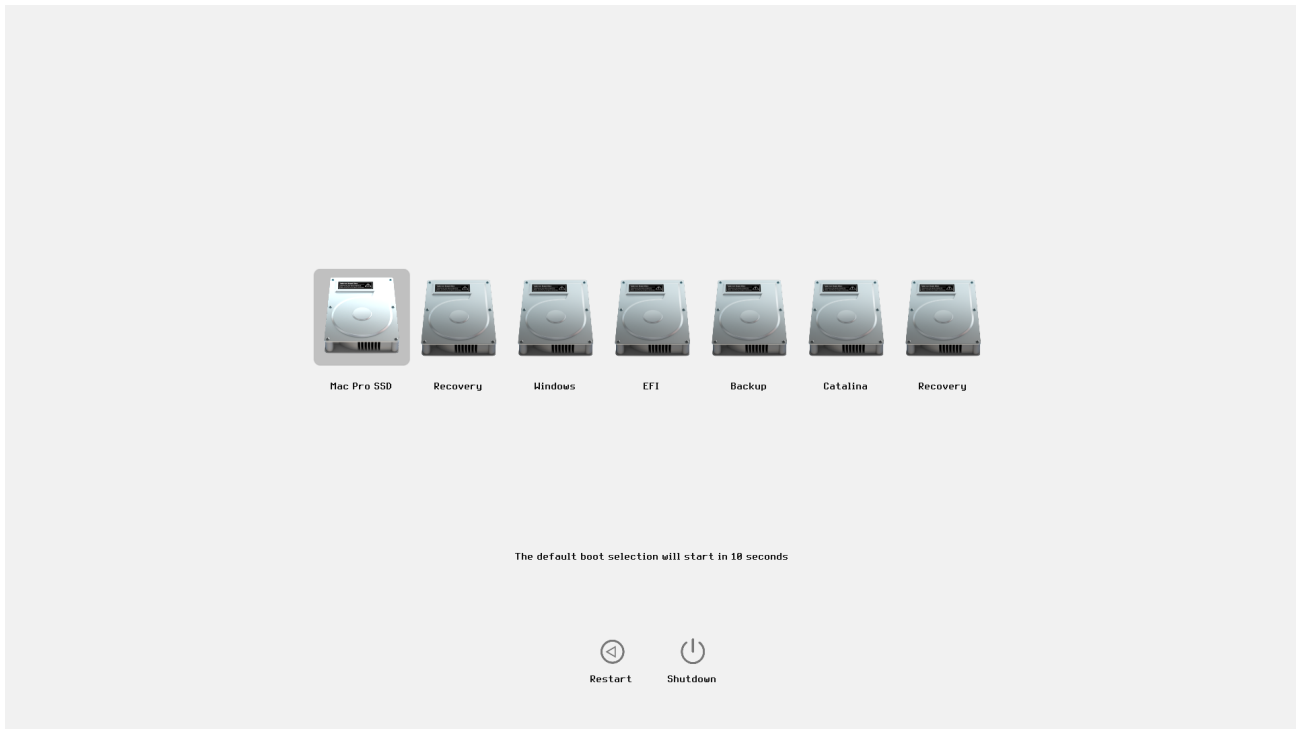 Mac Pro SSD Recovery Windows EFI Backup Catalina Recovery
The default boot selection will start in 10 seconds
Restart Shutdown